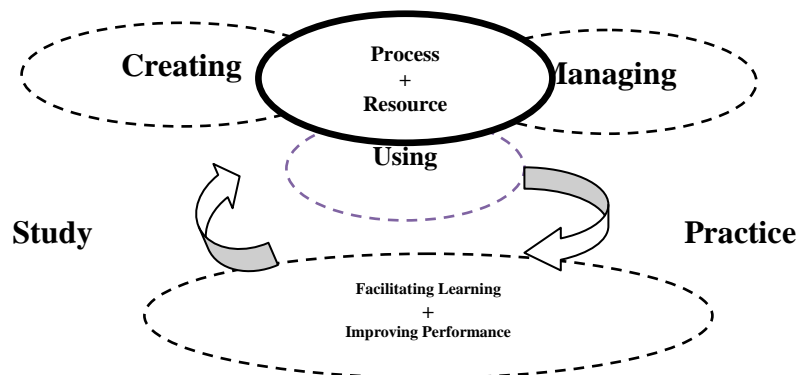 Creating
Process
+
Resource
Managing
Using
Study
Practice
Facilitating Learning
+
Improving Performance